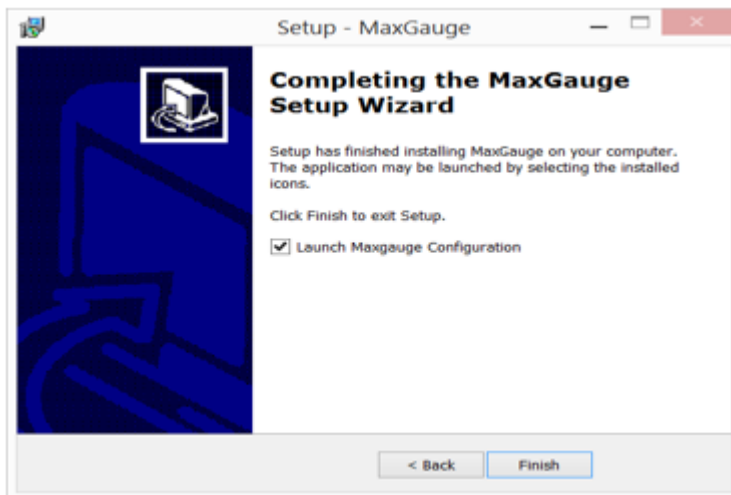 Setup - MaxGauge
Completing the MaxGauge
Setup Wizard
Setup has finished installing MaxGauge on your computer.
The application may be launched by selecting the installed
icons.
Click Finish to exit Setup.
Launch Maxgauge Configuration
< Back
Finish